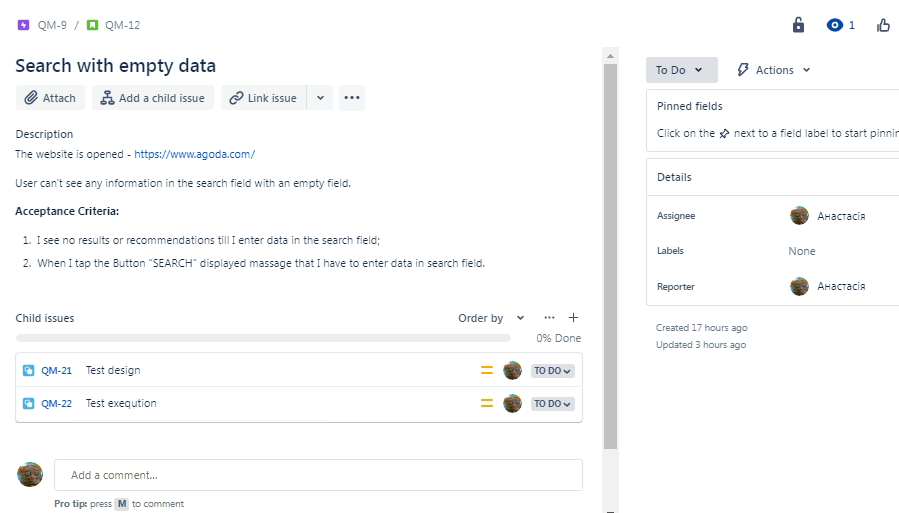 QM-9 / QM-12
1
Search with empty data
Attach
Add a child issue
Link issue
To Do
Actions
Description
The website is opened - https://www.agoda.com/
User can't see any information in the search field with an empty field.
Acceptance Criteria:
1. I see no results or recommendations till I enter data in the search field;
2. When I tap the Button "SEARCH" displayed massage that I have to enter data in search field.
Child issues
Order by
0% Done
QM-21 Test design TO DO
QM-22 Test exeqution TO DO
Add a comment...
Pro tip: press M to comment
Pinned fields
Click on the next to a field label to start pinnin
Details
Assignee Анастасія
Labels None
Reporter Анастасія
Created 17 hours ago
Updated 3 hours ago